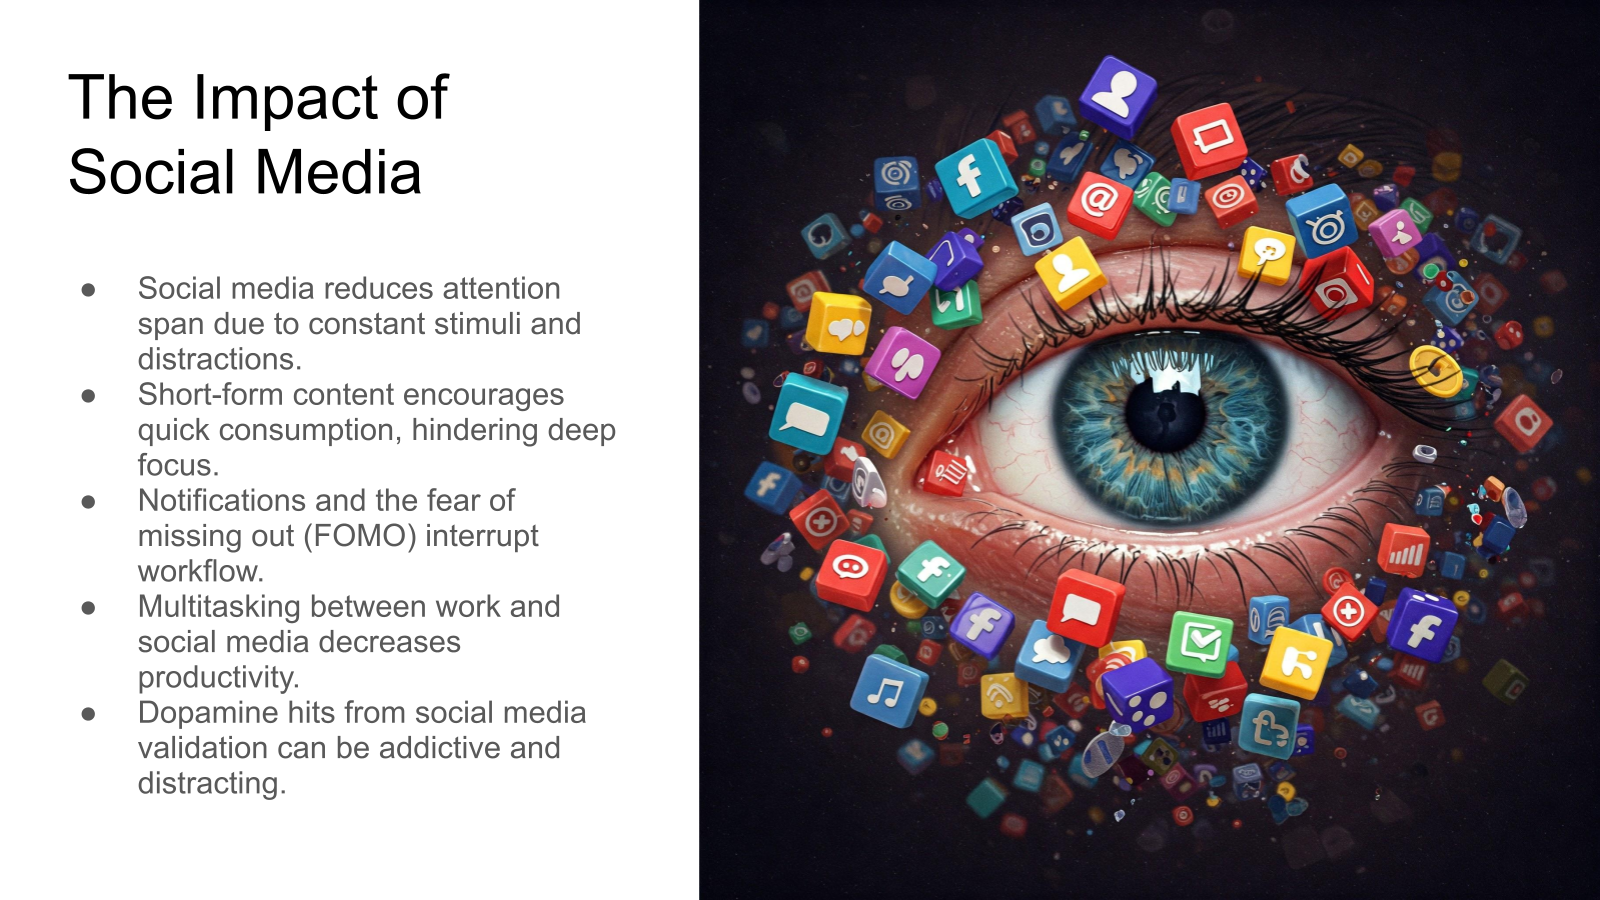 The Impact of
Social Media
● Social media reduces attention
span due to constant stimuli and
distractions.
● Short-form content encourages
quick consumption, hindering deep
focus.
● Notifications and the fear of
missing out (FOMO) interrupt
workflow.
● Multitasking between work and
social media decreases
productivity.
● Dopamine hits from social media
validation can be addictive and
distracting.